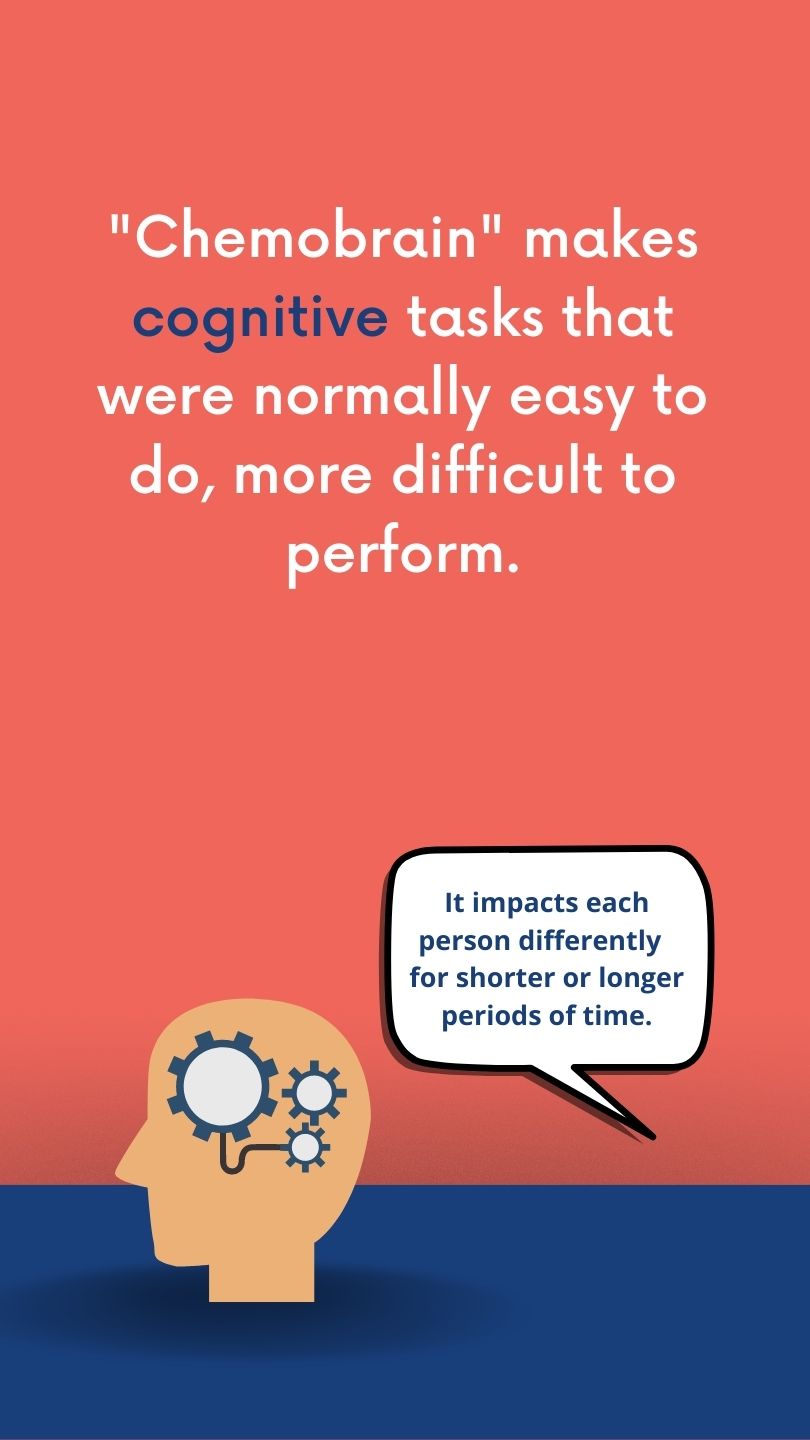 "Chemobrain" makes
cognitive tasks that
were normally easy to
do, more difficult to
perform.
It impacts each
person differently
for shorter or longer
periods of time.